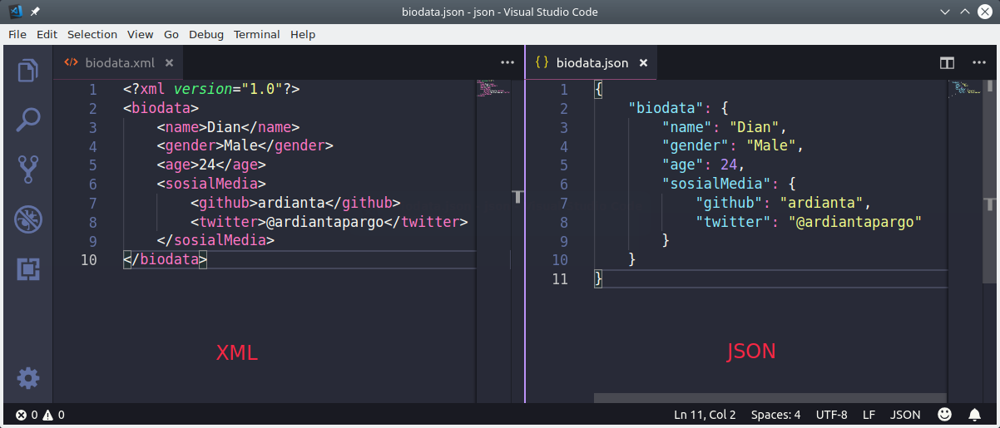 biodata.json - json - Visual Studio Code
File Edit Selection View Go Debug Terminal Help
biodata.xml
1 <?xml version="1.0"?>
2 <biodata>
3     <name>Dian</name>
4     <gender>Male</gender>
5     <age>24</age>
6     <sosialMedia>
7         <github>ardianta</github>
8         <twitter>@ardiantapargo</twitter>
9     </sosialMedia>
10 </biodata>
XML
{ } biodata.json
1 {
2     "biodata": {
3         "name": "Dian",
4         "gender": "Male",
5         "age": 24,
6         "sosialMedia": {
7             "github": "ardianta",
8             "twitter": "@ardiantapargo"
9         }
10     }
11 }
JSON
0 0 Ln 11, Col 2 Spaces: 4 UTF-8 LF JSON